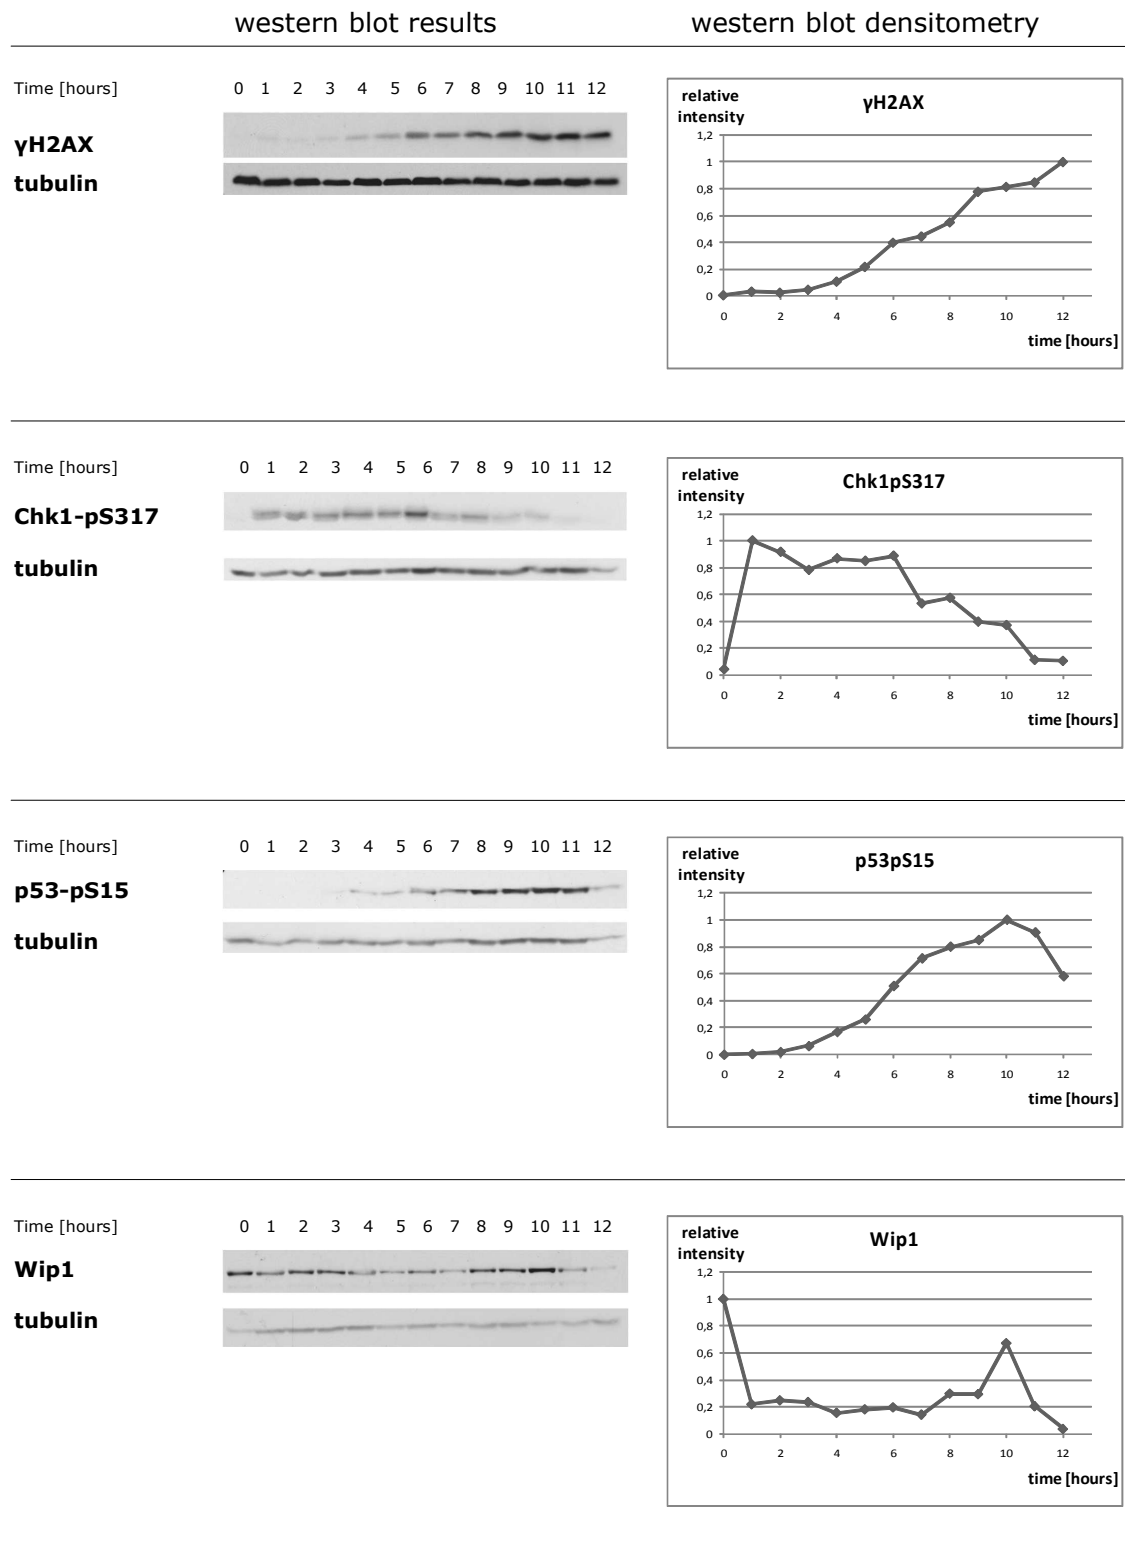 western blot results western blot densitometry
Time [hours] 0 1 2 3 4 5 6 7 8 9 10 11 12
γH2AX
tubulin
relative intensity
γH2AX
1,2
1
0,8
0,6
0,4
0,2
0
0 2 4 6 8 10 12
time [hours]
Time [hours] 0 1 2 3 4 5 6 7 8 9 10 11 12
Chk1-pS317
tubulin
relative intensity
Chk1pS317
1,2
1
0,8
0,6
0,4
0,2
0
0 2 4 6 8 10 12
time [hours]
Time [hours] 0 1 2 3 4 5 6 7 8 9 10 11 12
p53-pS15
tubulin
relative intensity
p53pS15
1,2
1
0,8
0,6
0,4
0,2
0
0 2 4 6 8 10 12
time [hours]
Time [hours] 0 1 2 3 4 5 6 7 8 9 10 11 12
Wip1
tubulin
relative intensity
Wip1
1,2
1
0,8
0,6
0,4
0,2
0
0 2 4 6 8 10 12
time [hours]